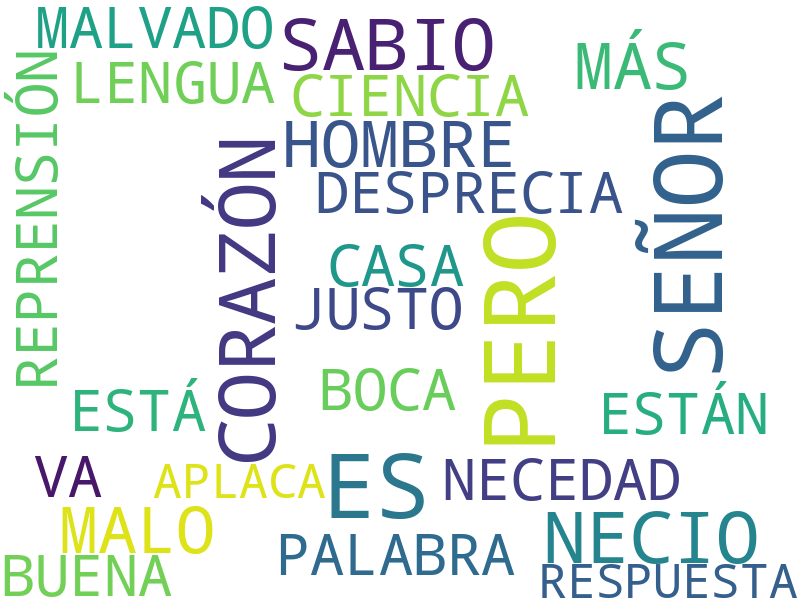 MALVADO
SABIO
MÁS
LENGUA
CIENCIA
REPRENSIÓN
SEÑOR
HOMBRE
CORAZÓN
DESPRECIA
PERO
CASA
JUSTO
BOCA
ESTÁ
ESTÁN
VA
APLACA
ES
NECEDAD
MALO
NECIO
PALABRA
BUENA
RESPUESTA